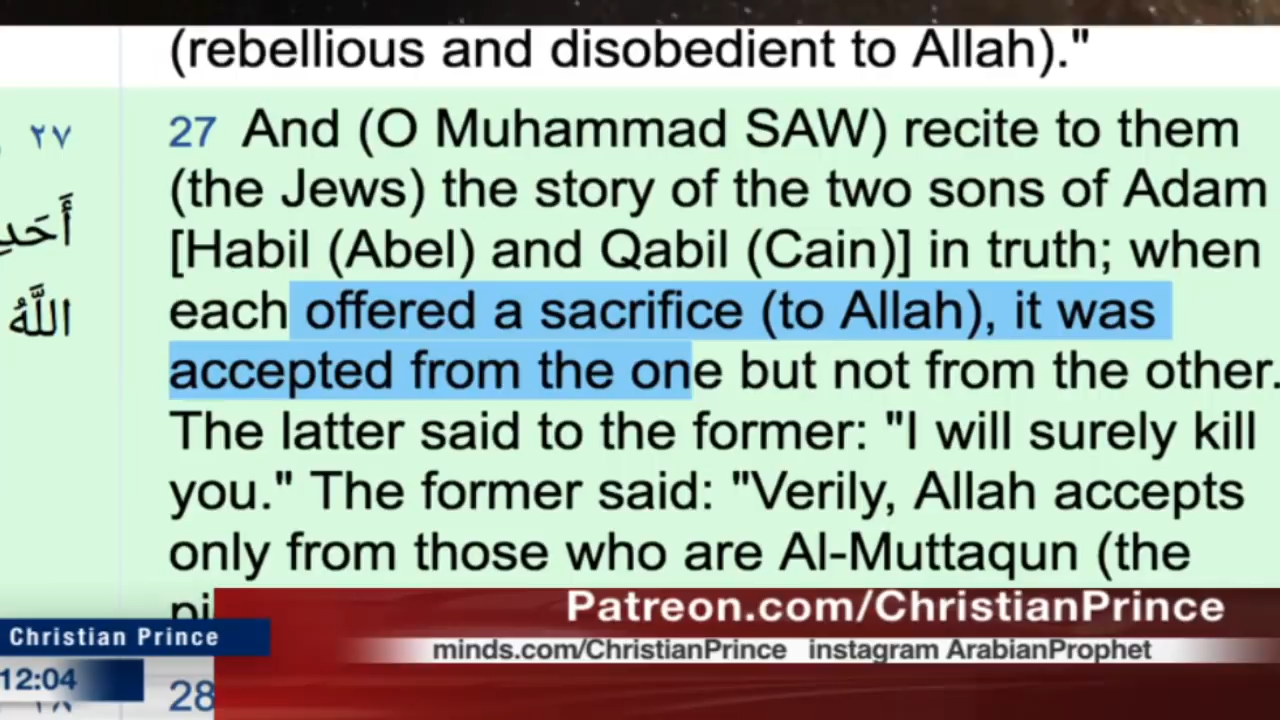 (rebellious and disobedient to Allah)."
٢٧
27 And (O Muhammad SAW) recite to them
(the Jews) the story of the two sons of Adam
[Habil (Abel) and Qabil (Cain)] in truth; when
each offered a sacrifice (to Allah), it was
accepted from the one but not from the other.
The latter said to the former: "I will surely kill
you." The former said: "Verily, Allah accepts
only from those who are Al-Muttaqun (the
اللَّهُ
28
Patreon.com/ChristianPrince
minds.com/ChristianPrince instagram ArabianProphet
Christian Prince
12:04